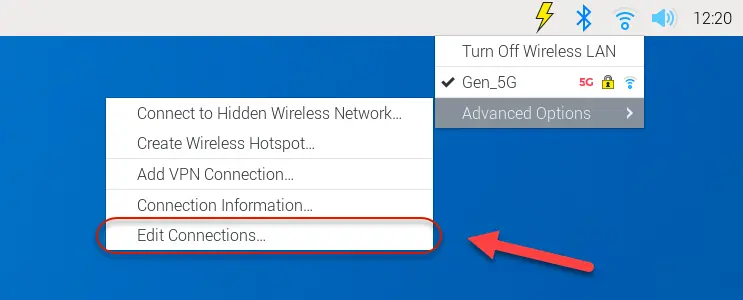 12:20
Turn Off Wireless LAN
Gen_5G 5G
Advanced Options
Connect to Hidden Wireless Network...
Create Wireless Hotspot...
Add VPN Connection...
Connection Information...
Edit Connections...